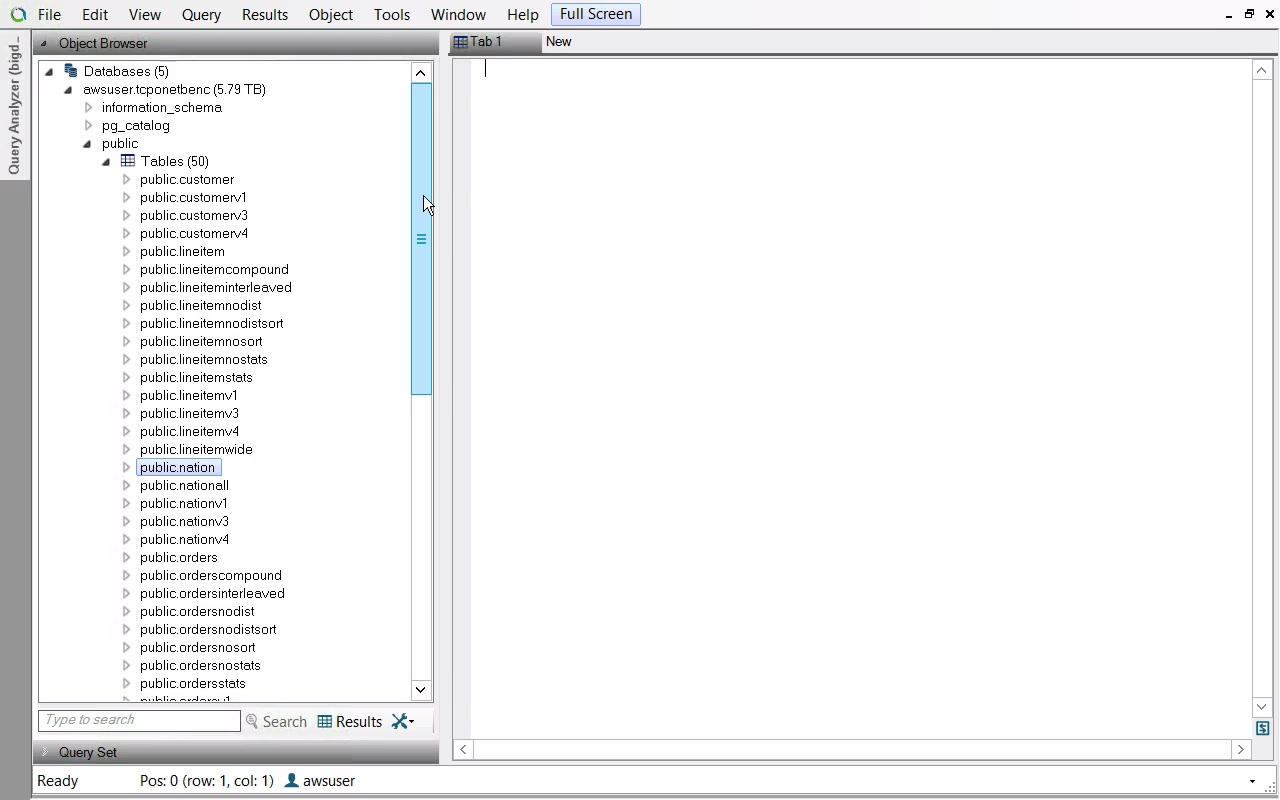 File Edit View Query Results Object Tools Window Help Full Screen
Query Analyzer (bigd...
Object Browser
Tab 1 New
Databases (5)
awsuser.tcponetbenc (5.79 TB)
information_schema
pg_catalog
public
Tables (50)
public.customer
public.customerv1
public.customerv3
public.customerv4
public.lineitem
public.lineitemcompound
public.lineiteminterleaved
public.lineitemnodist
public.lineitemnodistsort
public.lineitemnosort
public.lineitemnostats
public.lineitemstats
public.lineitemv1
public.lineitemv3
public.lineitemv4
public.lineitemwide
public.nation
public.nationall
public.nationv1
public.nationv3
public.nationv4
public.orders
public.orderscompound
public.ordersinterleaved
public.ordersnodist
public.ordersnodistsort
public.ordersnosort
public.ordersnostats
public.ordersstats
public.ordersv1
Type to search Search Results
Query Set
Ready Pos: 0 (row: 1, col: 1) awsuser